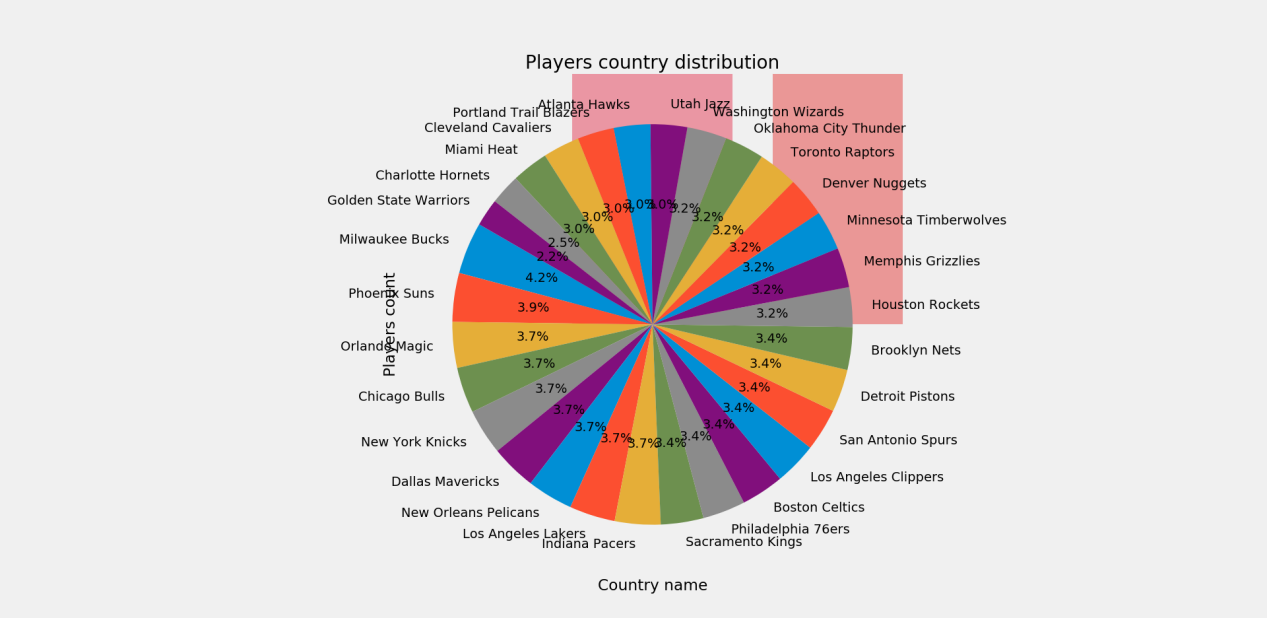 Players country distribution
Atlanta Hawks
Utah Jazz
Portland Trail Blazers
Washington Wizards
Cleveland Cavaliers
Oklahoma City Thunder
Miami Heat
Toronto Raptors
Charlotte Hornets
Denver Nuggets
Golden State Warriors
Minnesota Timberwolves
Milwaukee Bucks
Memphis Grizzlies
Phoenix Suns
Houston Rockets
Orlando Magic
Brooklyn Nets
Chicago Bulls
Detroit Pistons
New York Knicks
San Antonio Spurs
Dallas Mavericks
Los Angeles Clippers
New Orleans Pelicans
Boston Celtics
Los Angeles Lakers
Philadelphia 76ers
Indiana Pacers
Sacramento Kings
3.0%
3.0%
3.0%
3.0%
3.0%
2.5%
2.2%
4.2%
3.9%
3.7%
3.7%
3.7%
3.7%
3.7%
3.7%
3.7%
3.4%
3.4%
3.4%
3.4%
3.4%
3.4%
3.4%
3.2%
3.2%
3.2%
3.2%
3.2%
3.2%
3.2%
Players count
Country name